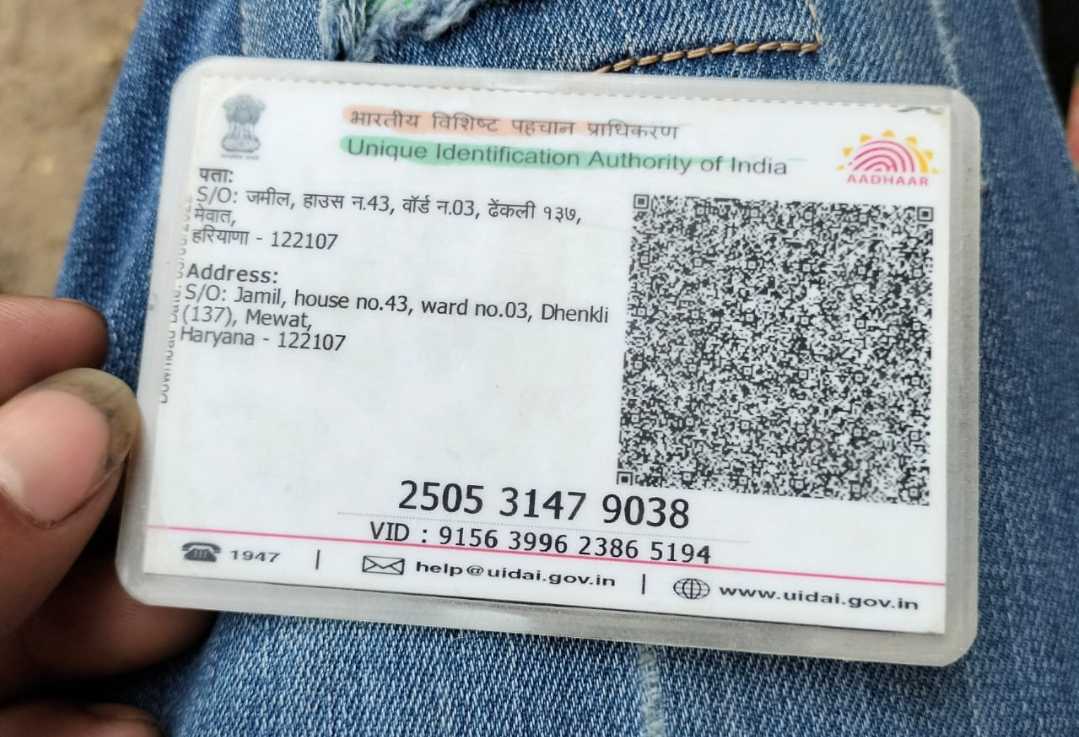 भारतीय विशिष्ट पहचान प्राधिकरण
Unique Identification Authority of India
AADHAAR
पता:
S/O: जमील, हाउस न.43, वॉर्ड न.03, ढेंकली १३७,
मेवात,
हरियाणा - 122107
Address:
S/O: Jamil, house no.43, ward no.03, Dhenkli
(137), Mewat,
Haryana - 122107
2505 3147 9038
VID : 9156 3996 2386 5194
1947 | help@uidai.gov.in | www.uidai.gov.in